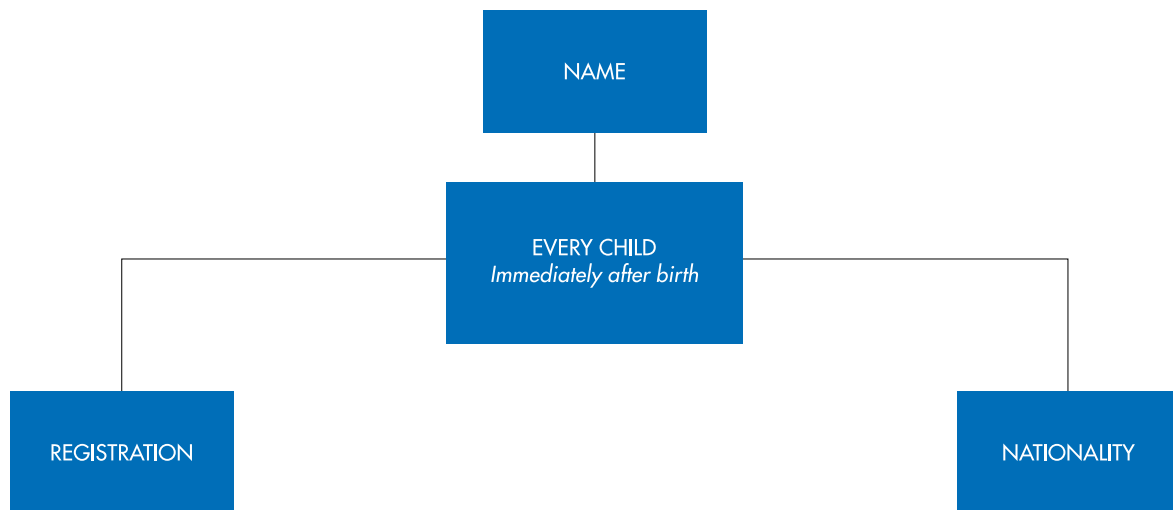 NAME
EVERY CHILD
Immediately after birth
REGISTRATION
NATIONALITY